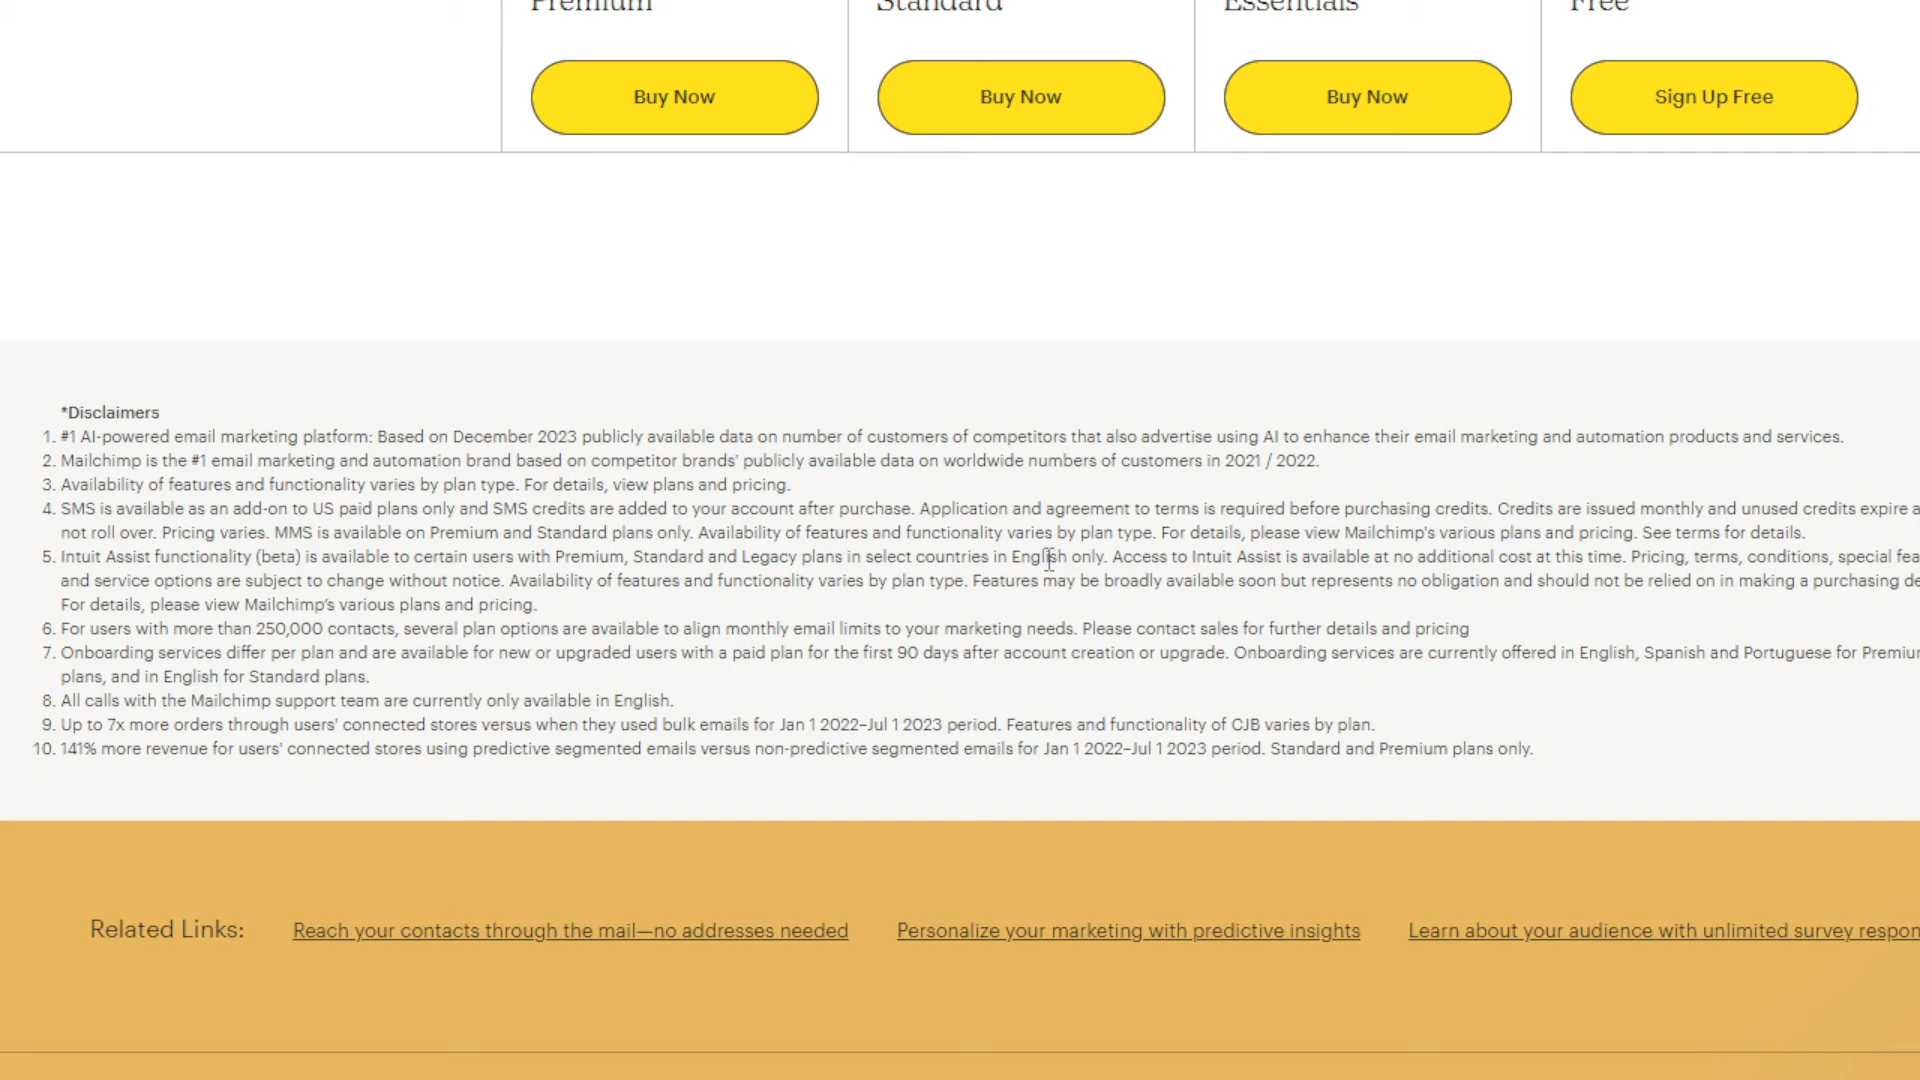 Premium Standard Essentials Free
Buy Now Buy Now Buy Now Sign Up Free
*Disclaimers
1. #1 AI-powered email marketing platform: Based on December 2023 publicly available data on number of customers of competitors that also advertise using AI to enhance their email marketing and automation products and services.
2. Mailchimp is the #1 email marketing and automation brand based on competitor brands' publicly available data on worldwide numbers of customers in 2021 / 2022.
3. Availability of features and functionality varies by plan type. For details, view plans and pricing.
4. SMS is available as an add-on to US paid plans only and SMS credits are added to your account after purchase. Application and agreement to terms is required before purchasing credits. Credits are issued monthly and unused credits expire
not roll over. Pricing varies. MMS is available on Premium and Standard plans only. Availability of features and functionality varies by plan type. For details, please view Mailchimp's various plans and pricing. See terms for details.
5. Intuit Assist functionality (beta) is available to certain users with Premium, Standard and Legacy plans in select countries in English only. Access to Intuit Assist is available at no additional cost at this time. Pricing, terms, conditions, special
and service options are subject to change without notice. Availability of features and functionality varies by plan type. Features may be broadly available soon but represents no obligation and should not be relied on in making a purchasing
For details, please view Mailchimp’s various plans and pricing.
6. For users with more than 250,000 contacts, several plan options are available to align monthly email limits to your marketing needs. Please contact sales for further details and pricing
7. Onboarding services differ per plan and are available for new or upgraded users with a paid plan for the first 90 days after account creation or upgrade. Onboarding services are currently offered in English, Spanish and Portuguese for
plans, and in English for Standard plans.
8. All calls with the Mailchimp support team are currently only available in English.
9. Up to 7x more orders through users' connected stores versus when they used bulk emails for Jan 1 2022–Jul 1 2023 period. Features and functionality of CJB varies by plan.
10. 141% more revenue for users' connected stores using predictive segmented emails versus non-predictive segmented emails for Jan 1 2022–Jul 1 2023 period. Standard and Premium plans only.
Related Links: Reach your contacts through the mail—no addresses needed Personalize your marketing with predictive insights Learn about your audience with unlimited survey